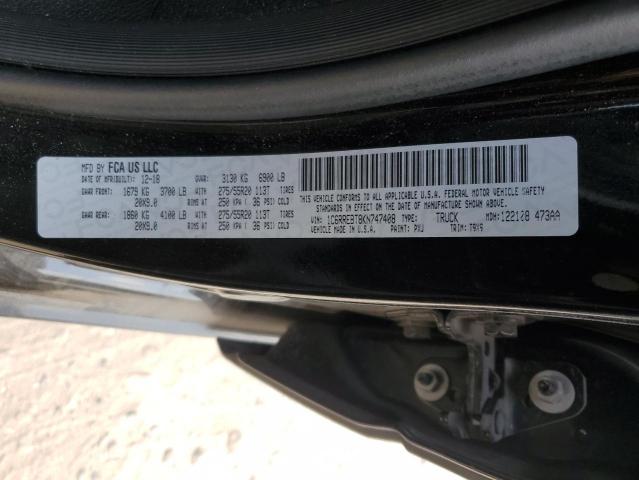 MFD BY FCA US LLC
DATE OF MFR(BUILT): 12-18 GVWR: 3130 KG 6900 LB
GAWR FRONT: 1679 KG 3700 LB WITH 275/55R20 113T TIRES
20X9.0 RIMS AT 250 KPA ( 36 PSI) COLD
GAWR REAR: 1860 KG 4100 LB WITH 275/55R20 113T TIRES
20X9.0 RIMS AT 250 KPA ( 36 PSI) COLD
THIS VEHICLE CONFORMS TO ALL APPLICABLE U.S.A. FEDERAL MOTOR VEHICLE SAFETY
STANDARDS IN EFFECT ON THE DATE OF MANUFACTURE SHOWN ABOVE.
VIN: 1C6RREBT8KN747408 TYPE: TRUCK MDH: 122108 473AA
VEHICLE MADE IN U.S.A. PAINT: PXJ TRIM: T9X9